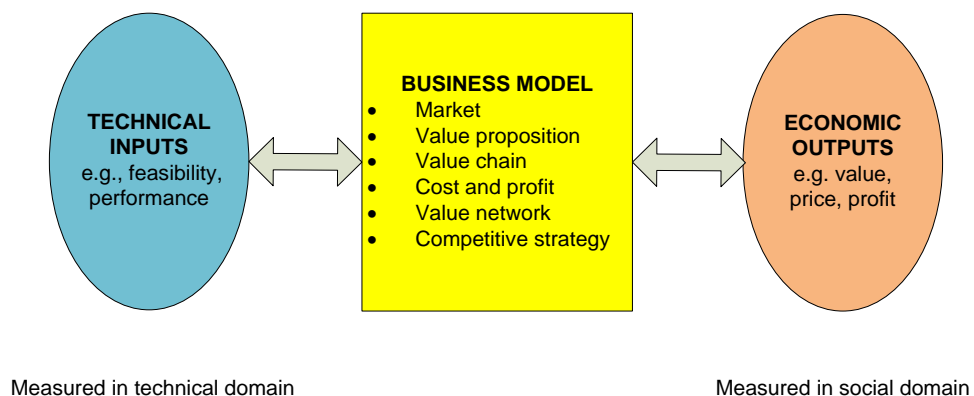 TECHNICAL
INPUTS
e.g., feasibility,
performance
BUSINESS MODEL
• Market
• Value proposition
• Value chain
• Cost and profit
• Value network
• Competitive strategy
ECONOMIC
OUTPUTS
e.g. value,
price, profit
Measured in technical domain
Measured in social domain